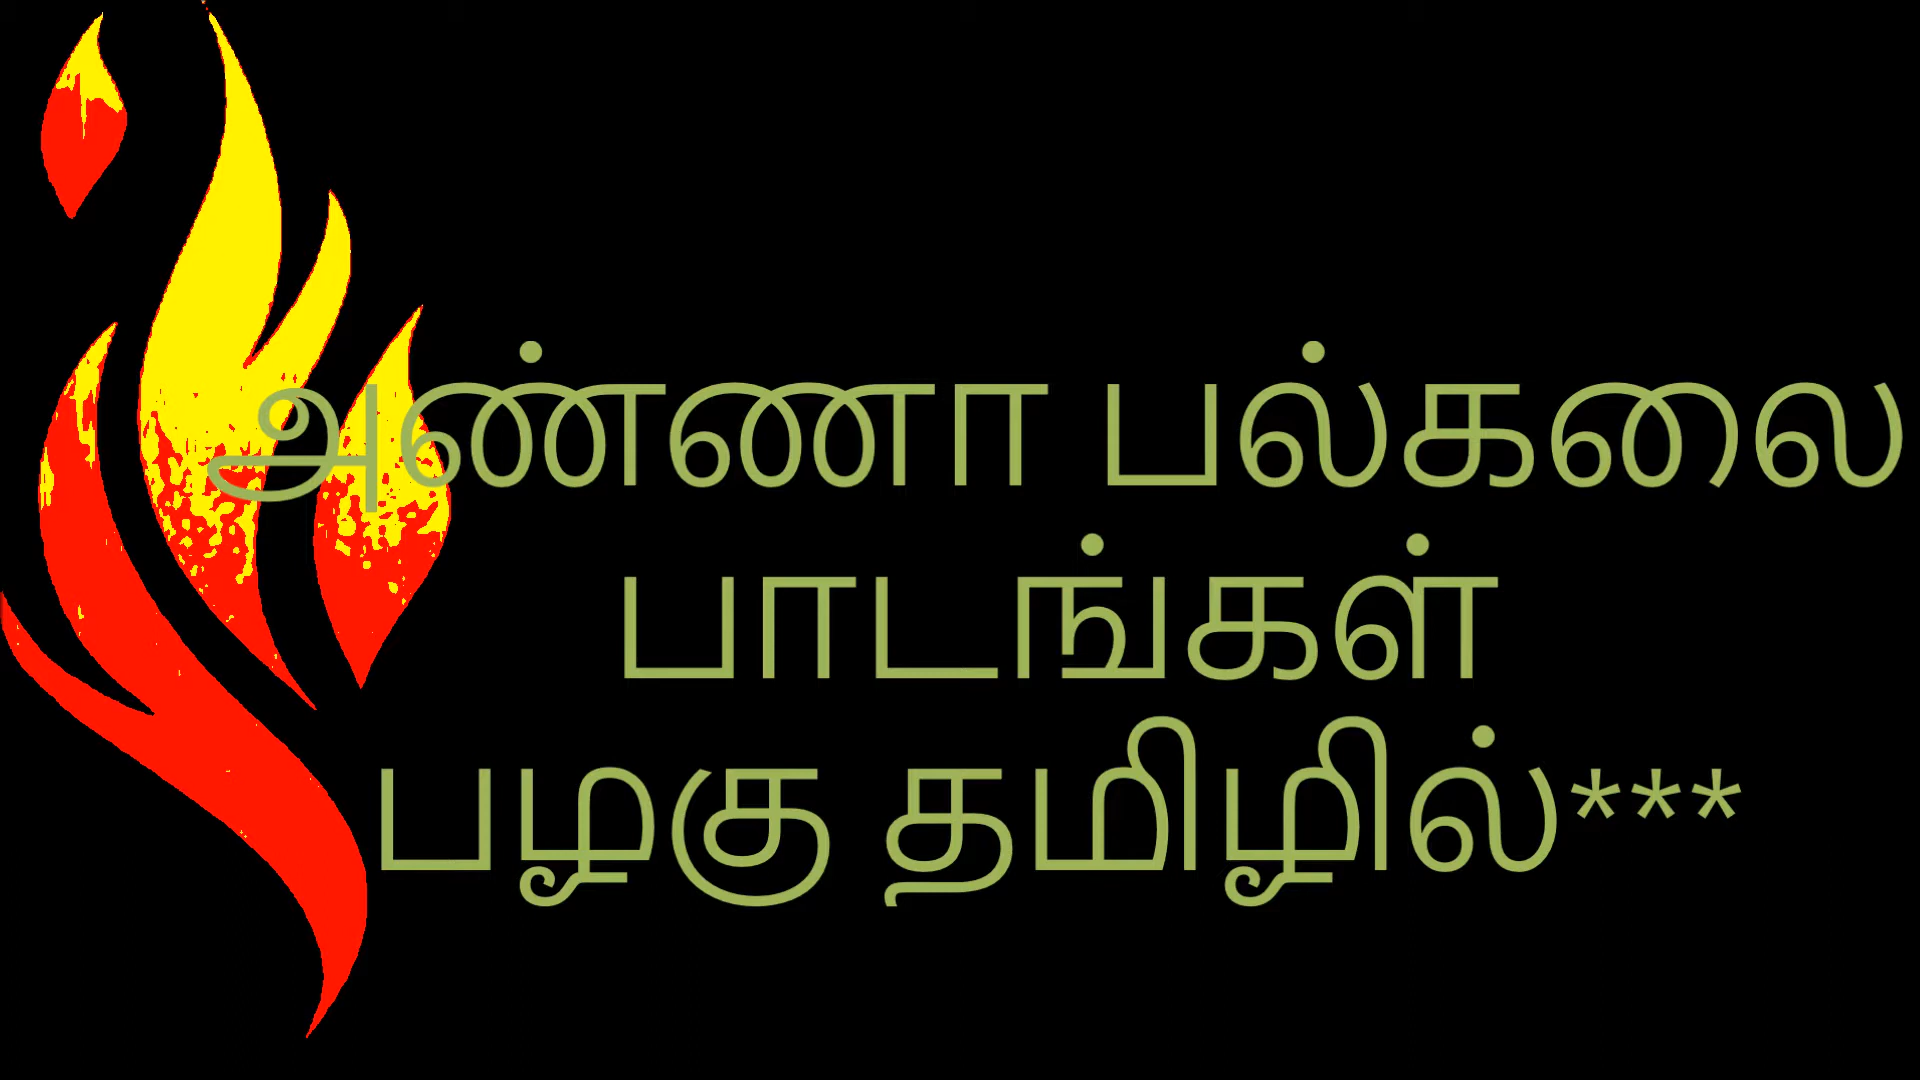 அண்ணா பல்கலை
பாடங்கள்
பழகு தமிழில்***